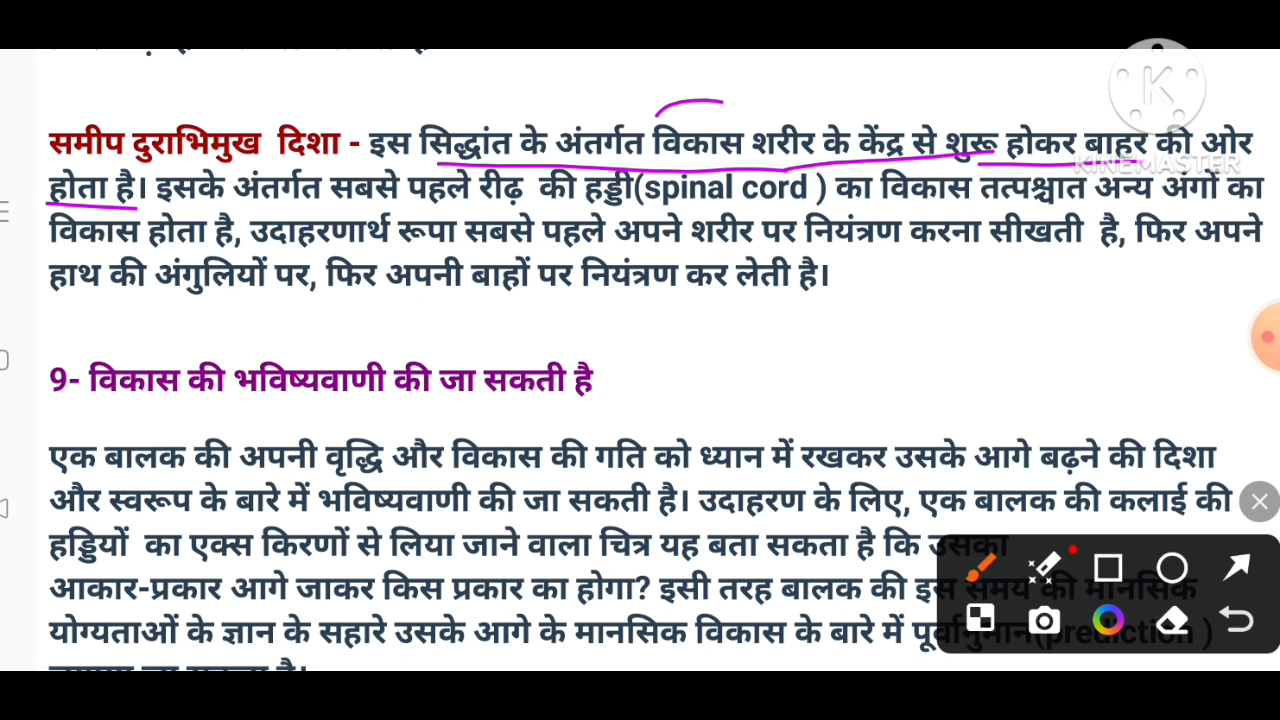 समीप दुराभिमुख दिशा - इस सिद्धांत के अंतर्गत विकास शरीर के केंद्र से शुरू होकर बाहर की ओर
होता है। इसके अंतर्गत सबसे पहले रीढ़ की हड्डी(spinal cord ) का विकास तत्पश्चात अन्य अंगों का
विकास होता है, उदाहरणार्थ रूपा सबसे पहले अपने शरीर पर नियंत्रण करना सीखती है, फिर अपने
हाथ की अंगुलियों पर, फिर अपनी बाहों पर नियंत्रण कर लेती है।
9- विकास की भविष्यवाणी की जा सकती है
एक बालक की अपनी वृद्धि और विकास की गति को ध्यान में रखकर उसके आगे बढ़ने की दिशा
और स्वरूप के बारे में भविष्यवाणी की जा सकती है। उदाहरण के लिए, एक बालक की कलाई की
हड्डियों का एक्स किरणों से लिया जाने वाला चित्र यह बता सकता है कि उसका
आकार-प्रकार आगे जाकर किस प्रकार का होगा? इसी तरह बालक की इस समय की मानसिक
योग्यताओं के ज्ञान के सहारे उसके आगे के मानसिक विकास के बारे में पूर्वानुमान(prediction )
K
KINEMASTER